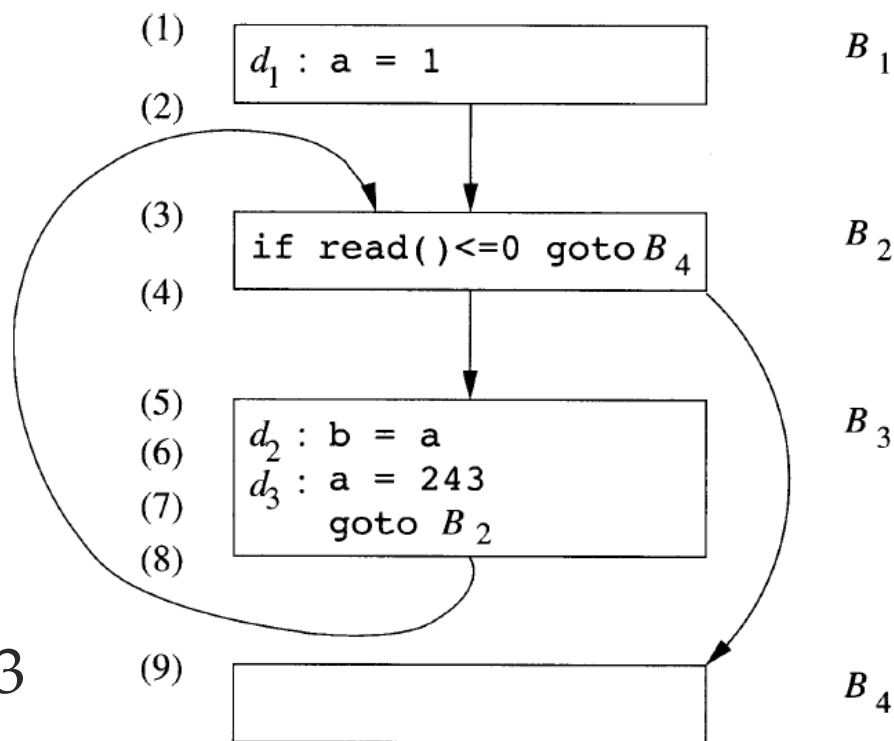 (1)
d₁ : a = 1 B₁
(2)
(3)
if read()<=0 goto B₄ B₂
(4)
(5)
d₂ : b = a B₃
(6)
d₃ : a = 243
(7)
goto B₂
(8)
3
(9)
B₄